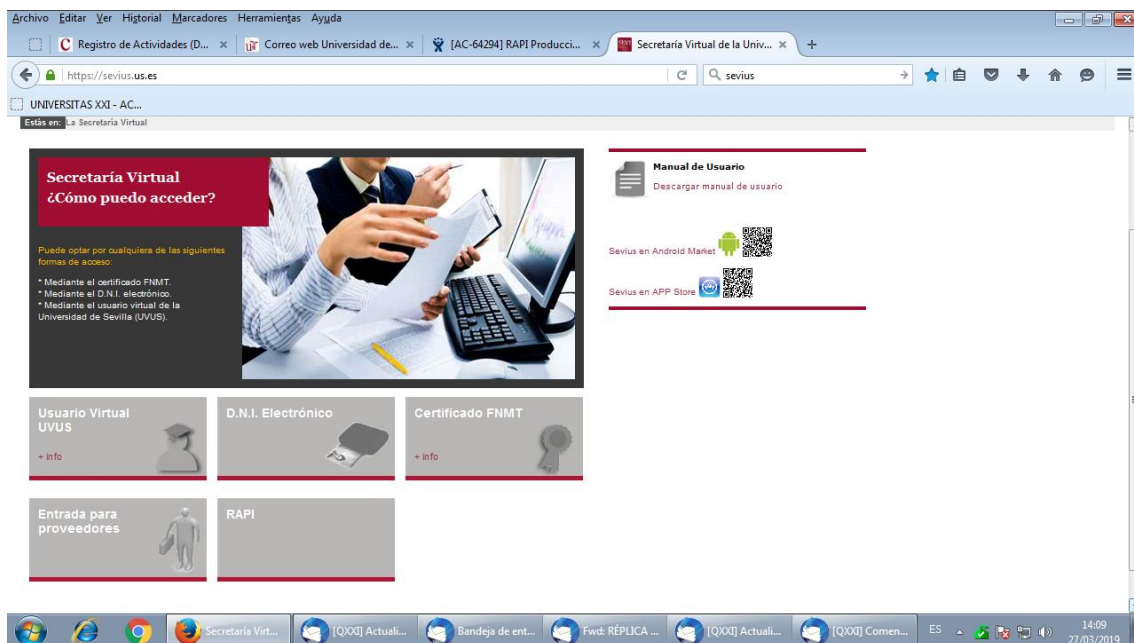 Archivo Editar Ver Historial Marcadores Herramientas Ayuda
Registro de Actividades (D... × Correo web Universidad de... × [AC-64294] RAPI Producci... × Secretaría Virtual de la Univ... × +
https://sevius.us.es sevius
UNIVERSITAS XXI - AC...
Estás en: La Secretaría Virtual
Secretaría Virtual
¿Cómo puedo acceder?
Puede optar por cualquiera de las siguientes
formas de acceso:
* Mediante el certificado FNMT.
* Mediante el D.N.I. electrónico.
* Mediante el usuario virtual de la
Universidad de Sevilla (UVUS).
Manual de Usuario
Descargar manual de usuario
Sevius en Android Market
Sevius en APP Store
Usuario Virtual
UVUS
+ info
D.N.I. Electrónico
Certificado FNMT
+ info
Entrada para
proveedores
RAPI
Secretaría Virt...
[QXXI] Actuali...
Bandeja de ent...
Fwd: RÉPLICA ...
[QXXI] Actuali...
[QXXI] Comen...
ES
14:09
27/03/2019